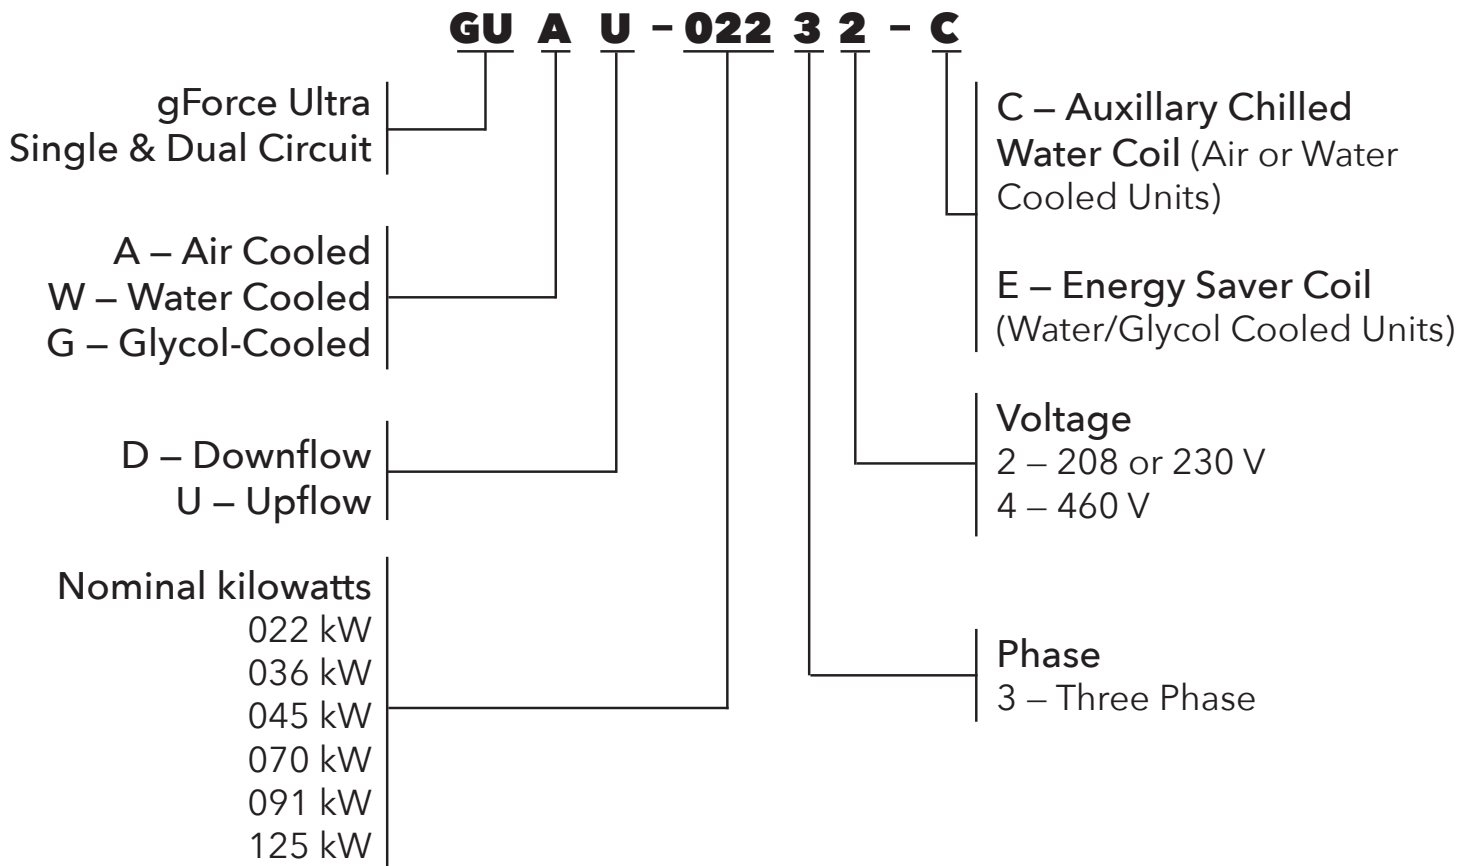 GU A U - 022 3 2 - C
gForce Ultra
Single & Dual Circuit
A – Air Cooled
W – Water Cooled
G – Glycol-Cooled
D – Downflow
U – Upflow
Nominal kilowatts
022 kW
036 kW
045 kW
070 kW
091 kW
125 kW
C – Auxillary Chilled
Water Coil (Air or Water
Cooled Units)
E – Energy Saver Coil
(Water/Glycol Cooled Units)
Voltage
2 – 208 or 230 V
4 – 460 V
Phase
3 – Three Phase